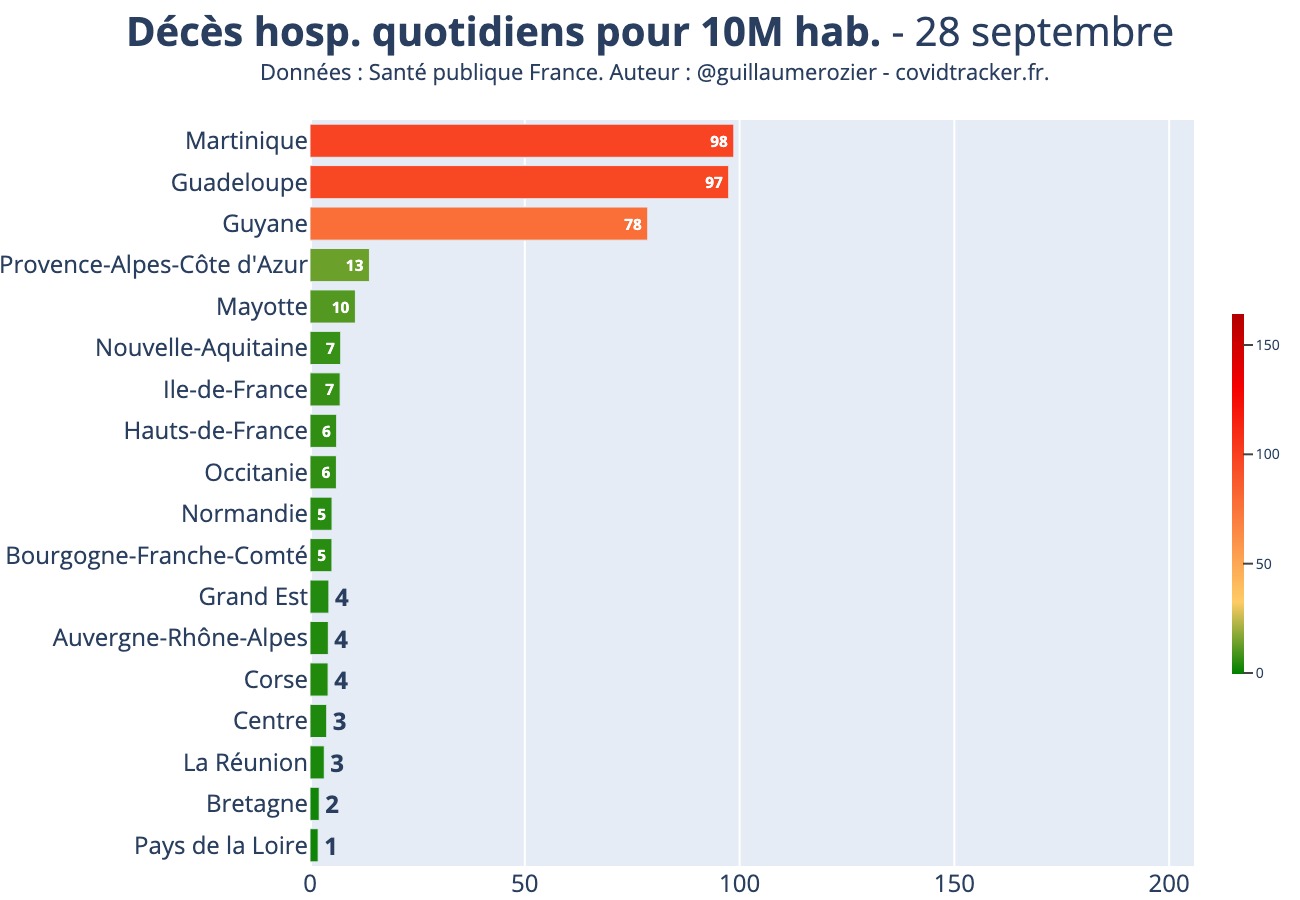 Décès hosp. quotidiens pour 10M hab. - 28 septembre
Données : Santé publique France. Auteur : @guillaumerozier - covidtracker.fr.
Martinique 98
Guadeloupe 97
Guyane 78
Provence-Alpes-Côte d'Azur 13
Mayotte 10
Nouvelle-Aquitaine 7
Ile-de-France 7
Hauts-de-France 6
Occitanie 6
Normandie 5
Bourgogne-Franche-Comté 5
Grand Est 4
Auvergne-Rhône-Alpes 4
Corse 4
Centre 3
La Réunion 3
Bretagne 2
Pays de la Loire 1
0 50 100 150 200
150
100
50
0